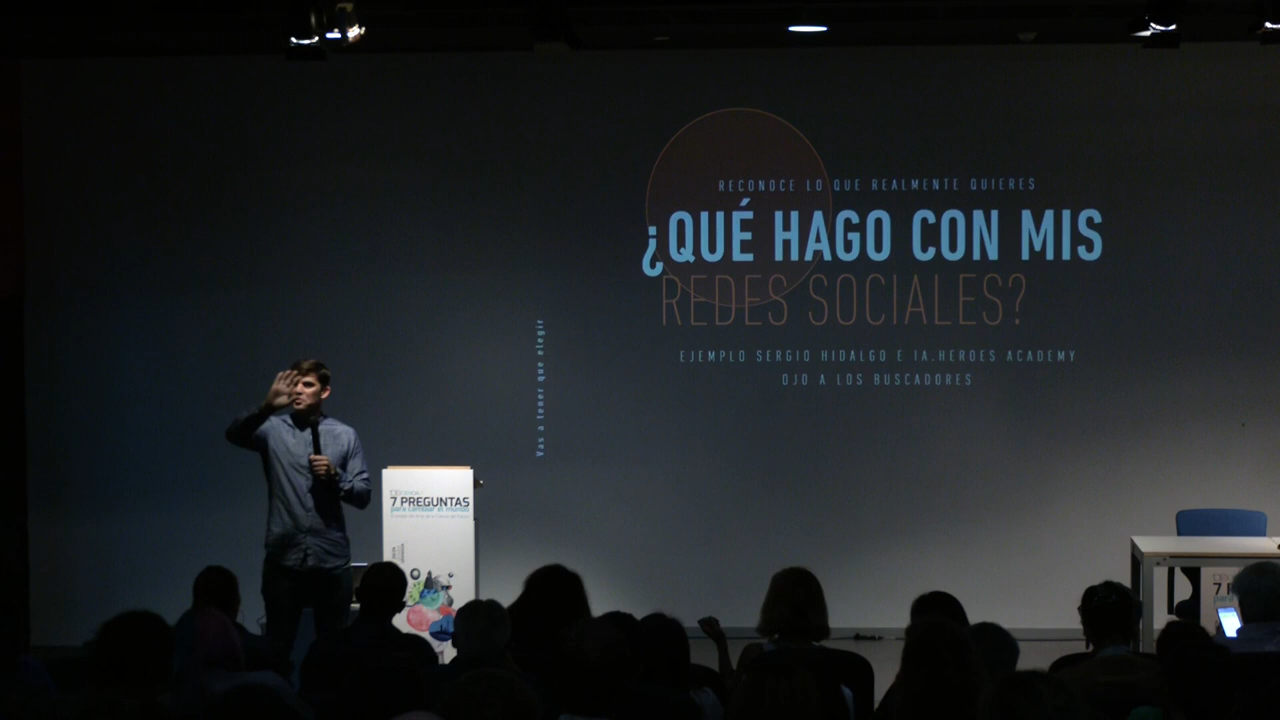 RECONOCE LO QUE REALMENTE QUIERES
¿QUÉ HAGO CON MIS
REDES SOCIALES?
EJEMPLO SERGIO HIDALGO E IA.HEROES ACADEMY
OJO A LOS BUSCADORES
Vas a tener que elegir
7 PREGUNTAS
para cambiar el mundo
7